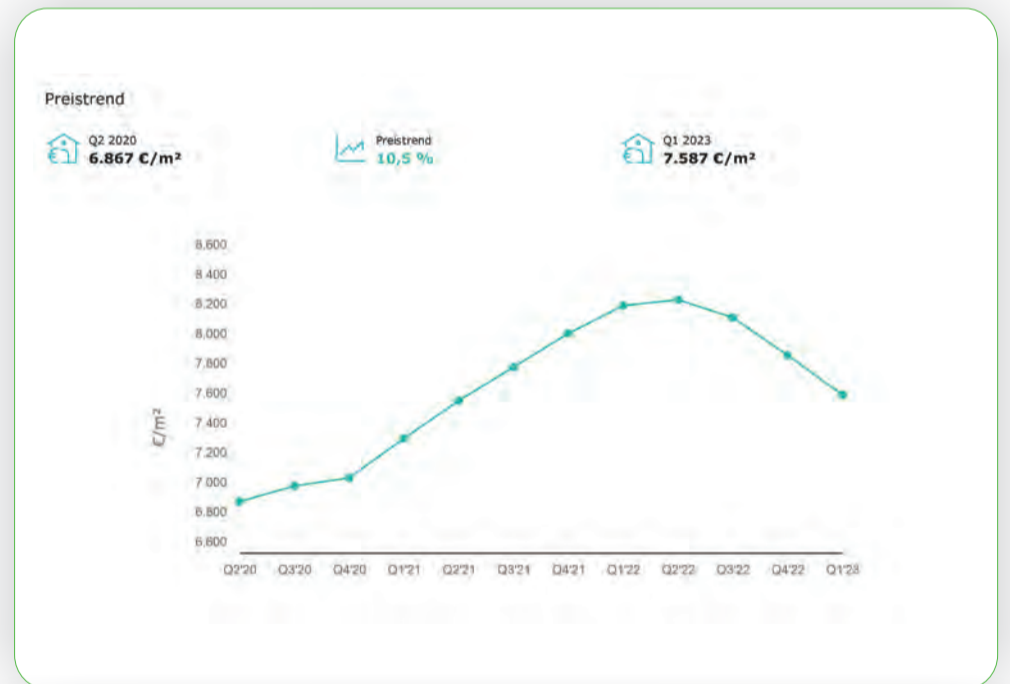 Preistrend
Q2 2020
6.867 €/m²
Preistrend
10,5 %
Q1 2023
7.587 €/m²
8.600
8.400
8.200
8.000
7.800
7.600
7.400
7.200
7.000
6.800
6.600
€/m²
Q2'20 Q3'20 Q4'20 Q1'21 Q2'21 Q3'21 Q4'21 Q1'22 Q2'22 Q3'22 Q4'22 Q1'23